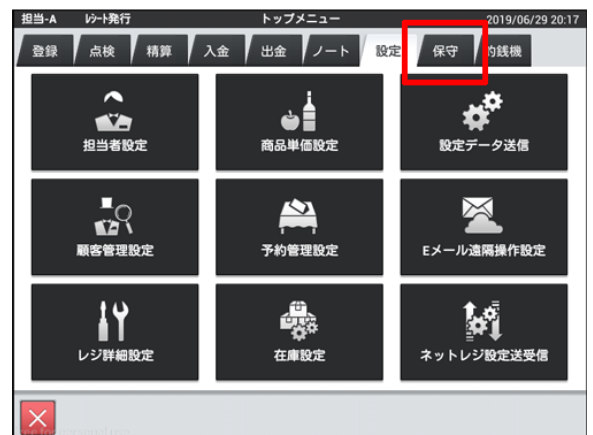 担当-A ﾚｼｰﾄ発行 トップメニュー 2019/06/29 20:17
登録 点検 精算 入金 出金 ノート 設定 保守 釣銭機
担当者設定 商品単価設定 設定データ送信
顧客管理設定 予約管理設定 Eメール遠隔操作設定
レジ詳細設定 在庫設定 ネットレジ設定送受信